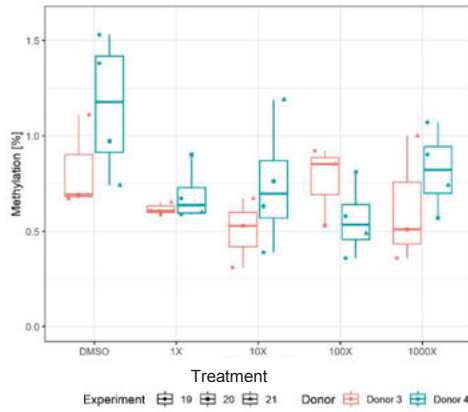 Methylation [%]
1.5
1.0
0.5
0.0
DMSO 1X 10X 100X 1000X
Treatment
Experiment 19 20 21 Donor Donor 3 Donor 4